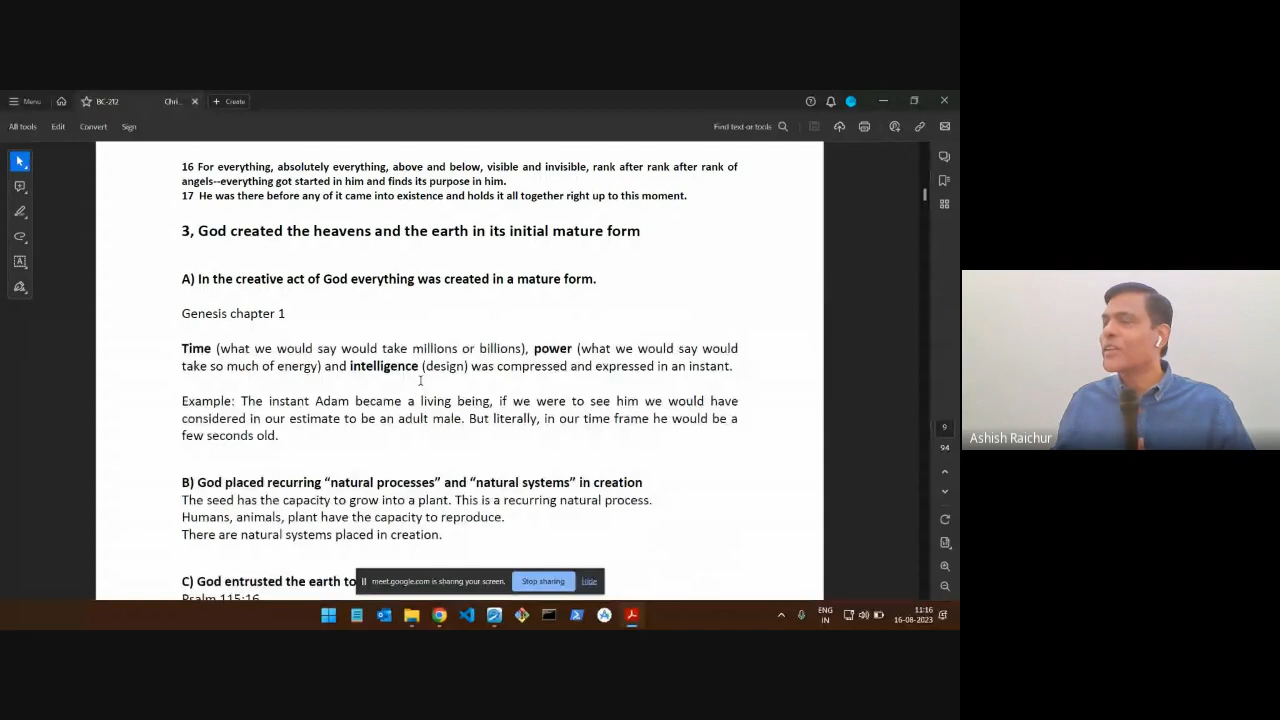 Menu
BC-212
Chri...
Create
All tools
Edit
Convert
Sign
Find text or tools
16 For everything, absolutely everything, above and below, visible and invisible, rank after rank after rank of
angels--everything got started in him and finds its purpose in him.
17 He was there before any of it came into existence and holds it all together right up to this moment.
3, God created the heavens and the earth in its initial mature form
A) In the creative act of God everything was created in a mature form.
Genesis chapter 1
Time (what we would say would take millions or billions), power (what we would say would
take so much of energy) and intelligence (design) was compressed and expressed in an instant.
Example: The instant Adam became a living being, if we were to see him we would have
considered in our estimate to be an adult male. But literally, in our time frame he would be a
few seconds old.
B) God placed recurring “natural processes” and “natural systems” in creation
The seed has the capacity to grow into a plant. This is a recurring natural process.
Humans, animals, plant have the capacity to reproduce.
There are natural systems placed in creation.
C) God entrusted the earth to
Psalm 115:16
9
94
meet.google.com is sharing your screen.
Stop sharing
Hide
ENG
IN
11:16
16-08-2023
Ashish Raichur